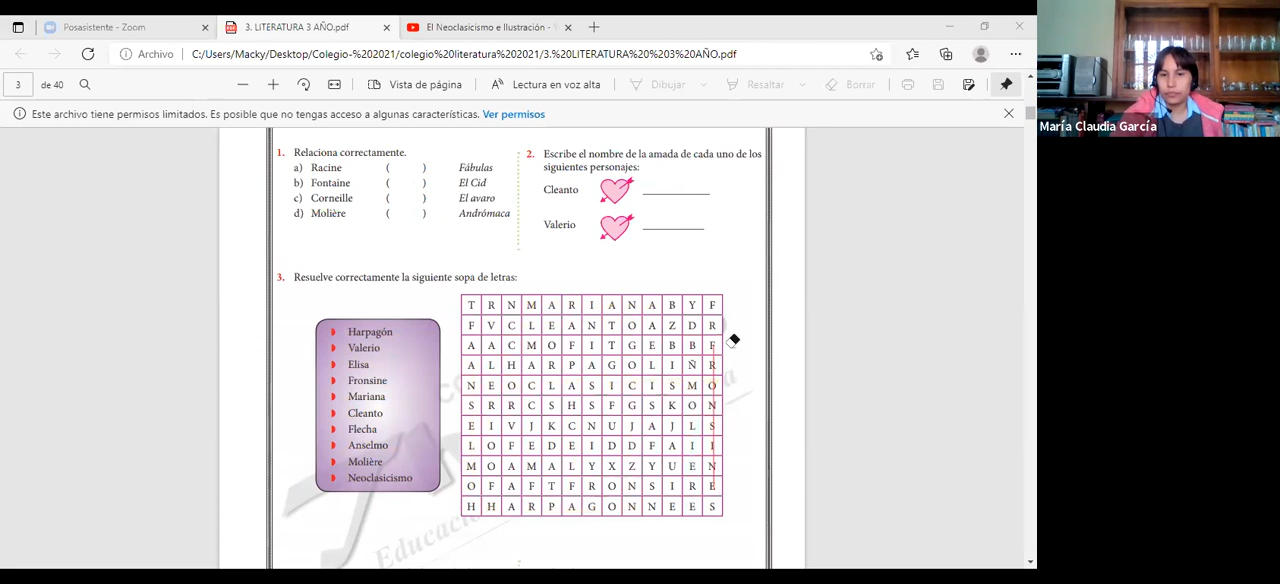 Posasistente - Zoom
3. LITERATURA 3 AÑO.pdf
El Neoclasicismo e Ilustración - Y
Archivo
C:/Users/Macky/Desktop/Colegio-%202021/colegio%20literatura%202021/3.%20LITERATURA%20%203%20AÑO.pdf
3 de 40
Vista de página
Lectura en voz alta
Dibujar
Resaltar
Borrar
Este archivo tiene permisos limitados. Es posible que no tengas acceso a algunas características. Ver permisos
María Claudia García
1. Relaciona correctamente.
a) Racine ( ) Fábulas
b) Fontaine ( ) El Cid
c) Corneille ( ) El avaro
d) Molière ( ) Andrómaca
2. Escribe el nombre de la amada de cada uno de los
siguientes personajes:
Cleanto
Valerio
3. Resuelve correctamente la siguiente sopa de letras:
Harpagón
Valerio
Elisa
Fronsine
Mariana
Cleanto
Flecha
Anselmo
Molière
Neoclasicismo
T R N M A R I A N A B Y F
F V C L E A N T O A Z D R
A A C M O F I T G E B B F
A L H A R P A G O L I Ñ R
N E O C L A S I C I S M O
S R R C S H S F G S K O N
E I V J K C N U J A J L S
L O F E D E I D D F A I I
M O A M A L Y X Z Y U E N
O F A F T F R O N S I R E
H H A R P A G O N N E E S
Educació